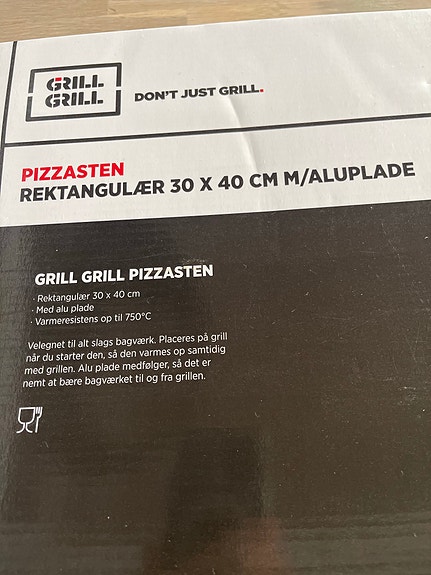 GRILL
GRILL
DON'T JUST GRILL.
PIZZASTEN
REKTANGULÆR 30 X 40 CM M/ALUPLADE
GRILL GRILL PIZZASTEN
· Rektangulær 30 x 40 cm
· Med alu plade
· Varmeresistens op til 750°C
Velegnet til alt slags bagværk. Placeres på grill
når du starter den, så den varmes op samtidig
med grillen. Alu plade medfølger, så det er
nemt at bære bagværket til og fra grillen.